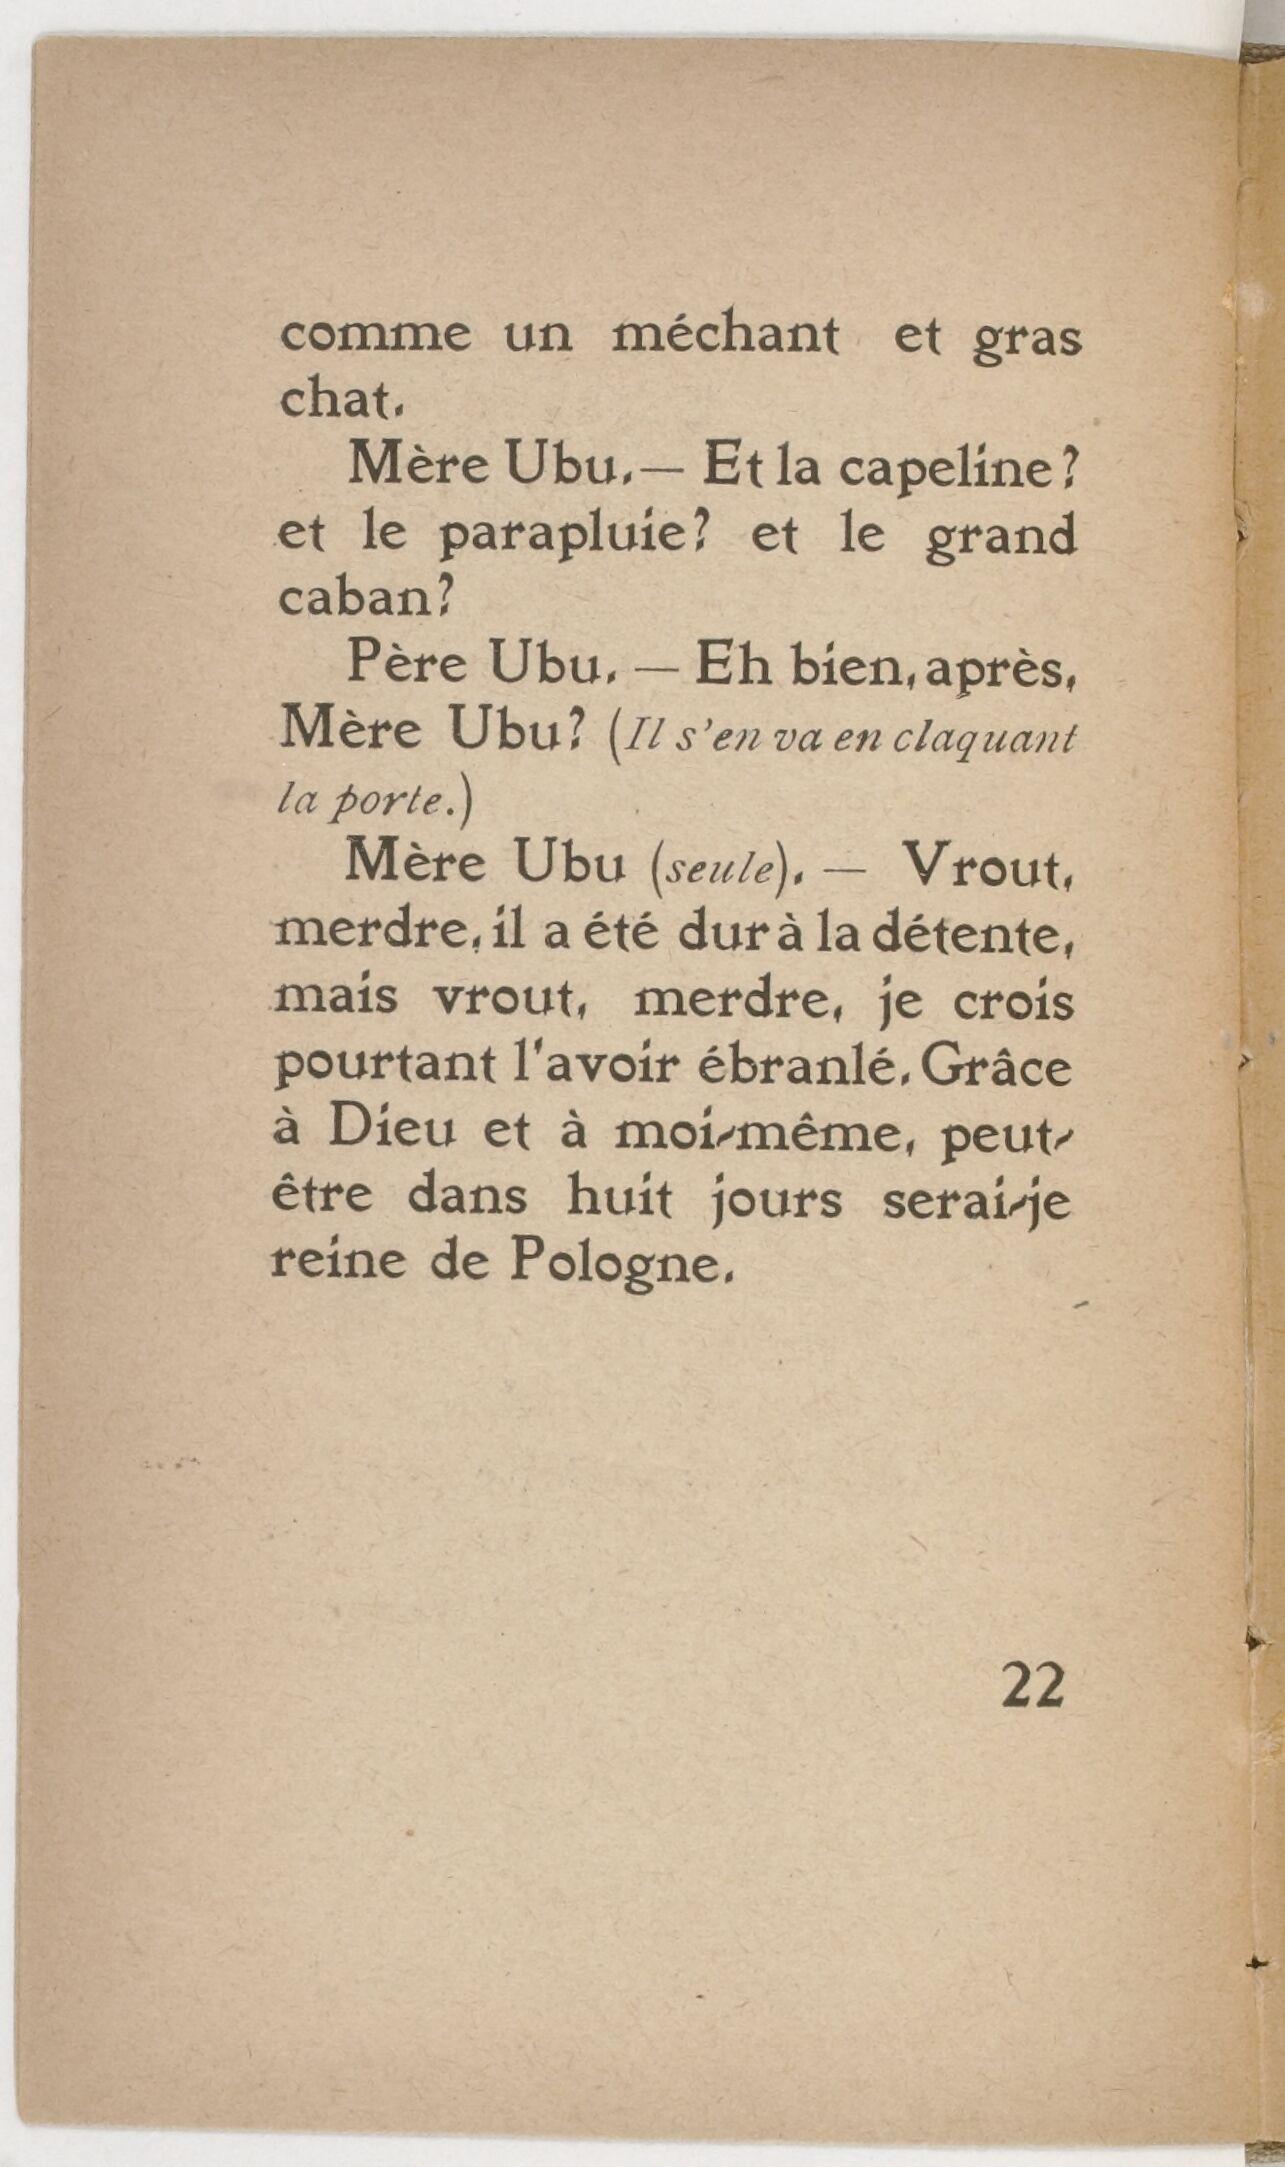 comme un méchant et gras
chat.
Mère Ubu. — Et la capeline?
et le parapluie? et le grand
caban?
Père Ubu. — Eh bien, après,
Mère Ubu? (Il s'en va en claquant
la porte.)
Mère Ubu (seule). — Vrout,
merdre, il a été dur à la détente,
mais vrout, merdre, je crois
pourtant l'avoir ébranlé. Grâce
à Dieu et à moi-même, peut-
être dans huit jours serai-je
reine de Pologne.
22